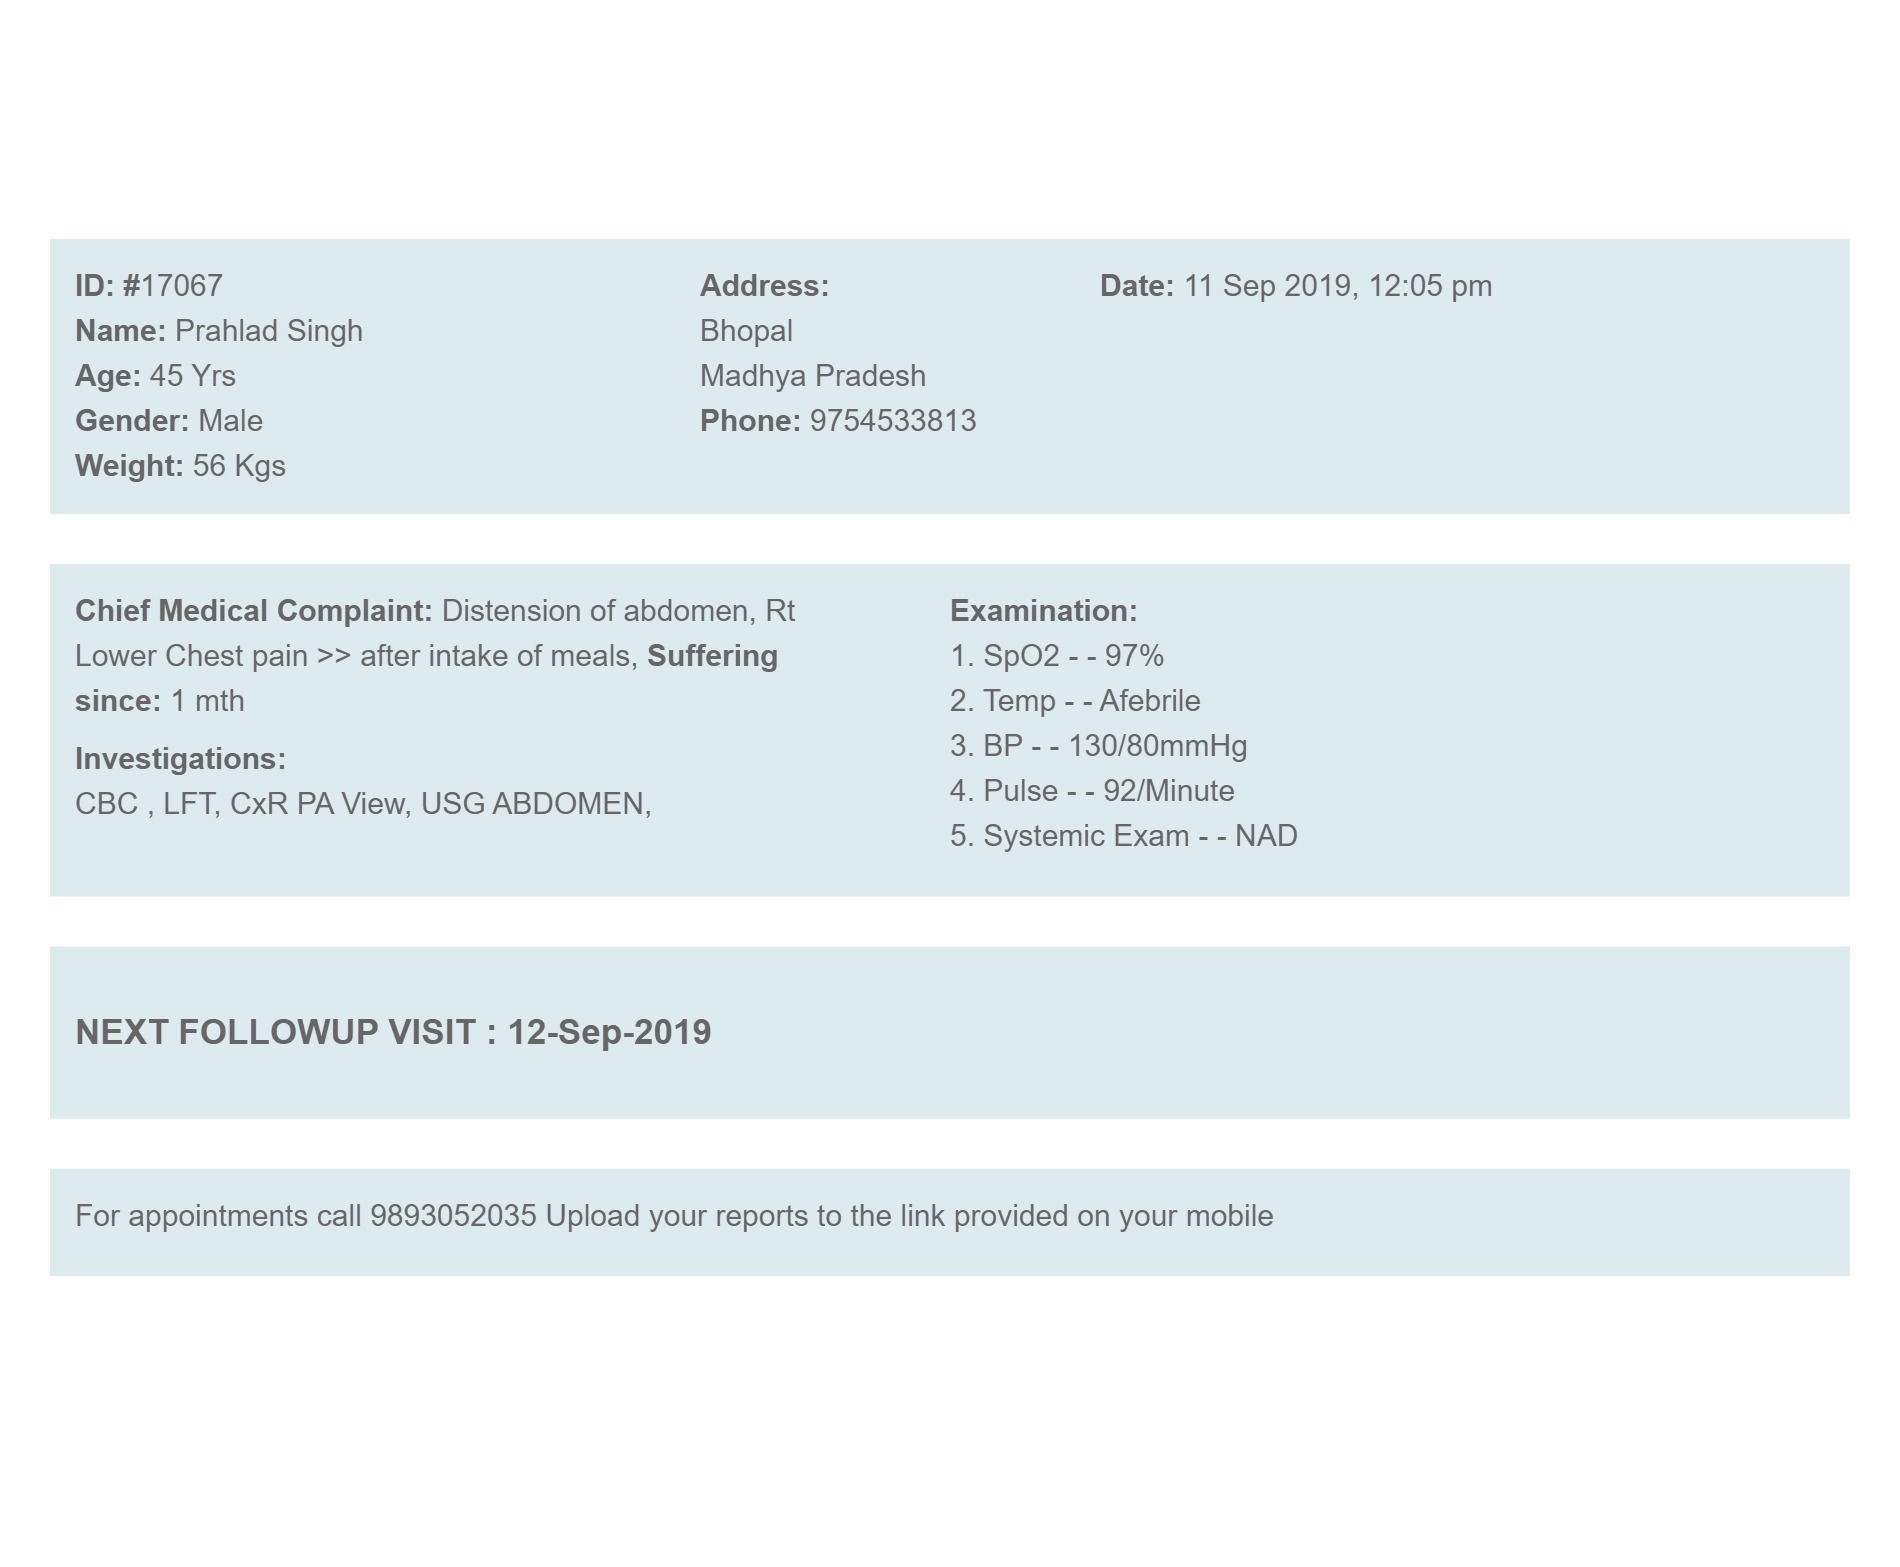 ID: #17067
Name: Prahlad Singh
Age: 45 Yrs
Gender: Male
Weight: 56 Kgs
Address:
Bhopal
Madhya Pradesh
Phone: 9754533813
Date: 11 Sep 2019, 12:05 pm
Chief Medical Complaint: Distension of abdomen, Rt
Lower Chest pain >> after intake of meals, Suffering
since: 1 mth
Investigations:
CBC , LFT, CxR PA View, USG ABDOMEN,
Examination:
1. SpO2 - - 97%
2. Temp - - Afebrile
3. BP - - 130/80mmHg
4. Pulse - - 92/Minute
5. Systemic Exam - - NAD
NEXT FOLLOWUP VISIT : 12-Sep-2019
For appointments call 9893052035 Upload your reports to the link provided on your mobile